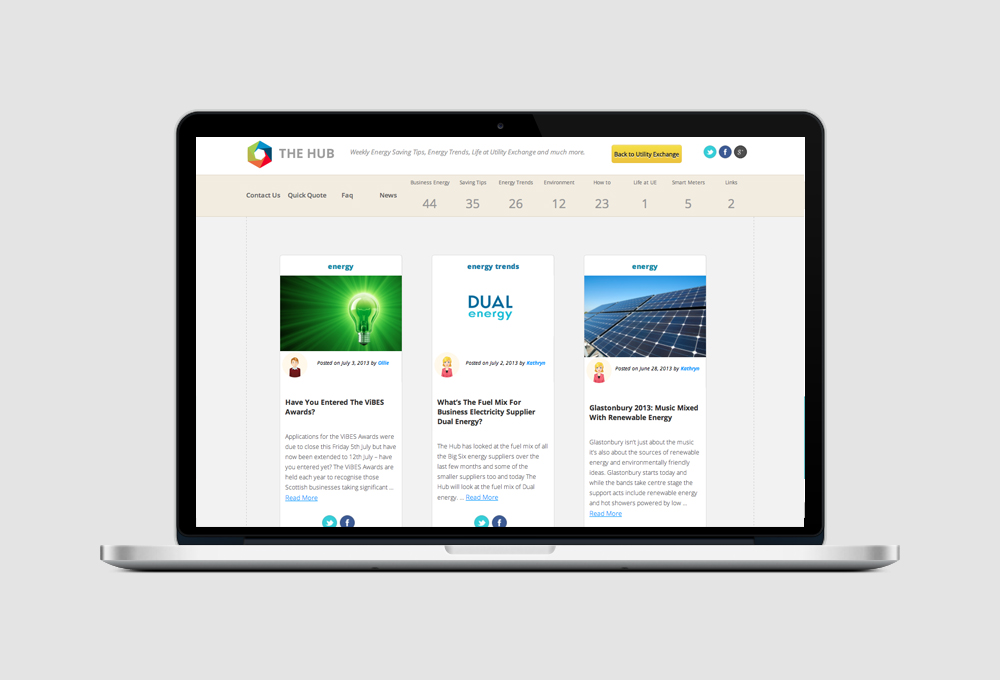 THE HUB
Weekly Energy Saving Tips, Energy Trends, Life at Utility Exchange and much more.
Back to Utility Exchange
Contact Us
Quick Quote
Faq
News
Business Energy
44
Saving Tips
35
Energy Trends
26
Environment
12
How to
23
Life at UE
1
Smart Meters
5
Links
2
energy
Posted on July 3, 2013 by Ollie
Have You Entered The ViBES
Awards?
Applications for the VIBES Awards were
due to close this Friday 5th July but have
now been extended to 12th July – have
you entered yet? The VIBES Awards are
held each year to recognise those
Scottish businesses taking significant ...
Read More
energy trends
DUAL
energy
Posted on July 2, 2013 by Kathryn
What's The Fuel Mix For
Business Electricity Supplier
Dual Energy?
The Hub has looked at the fuel mix of all
the Big Six energy suppliers over the
last few months and some of the
smaller suppliers too and today The
Hub will look at the fuel mix of Dual
energy. ... Read More
energy
Posted on June 28, 2013 by Kathryn
Glastonbury 2013: Music Mixed
With Renewable Energy
Glastonbury isn't just about the music
it's also about the sources of renewable
energy and environmentally friendly
ideas. Glastonbury starts today and
while the bands take centre stage the
support acts include renewable energy
and hot showers powered by low ...
Read More